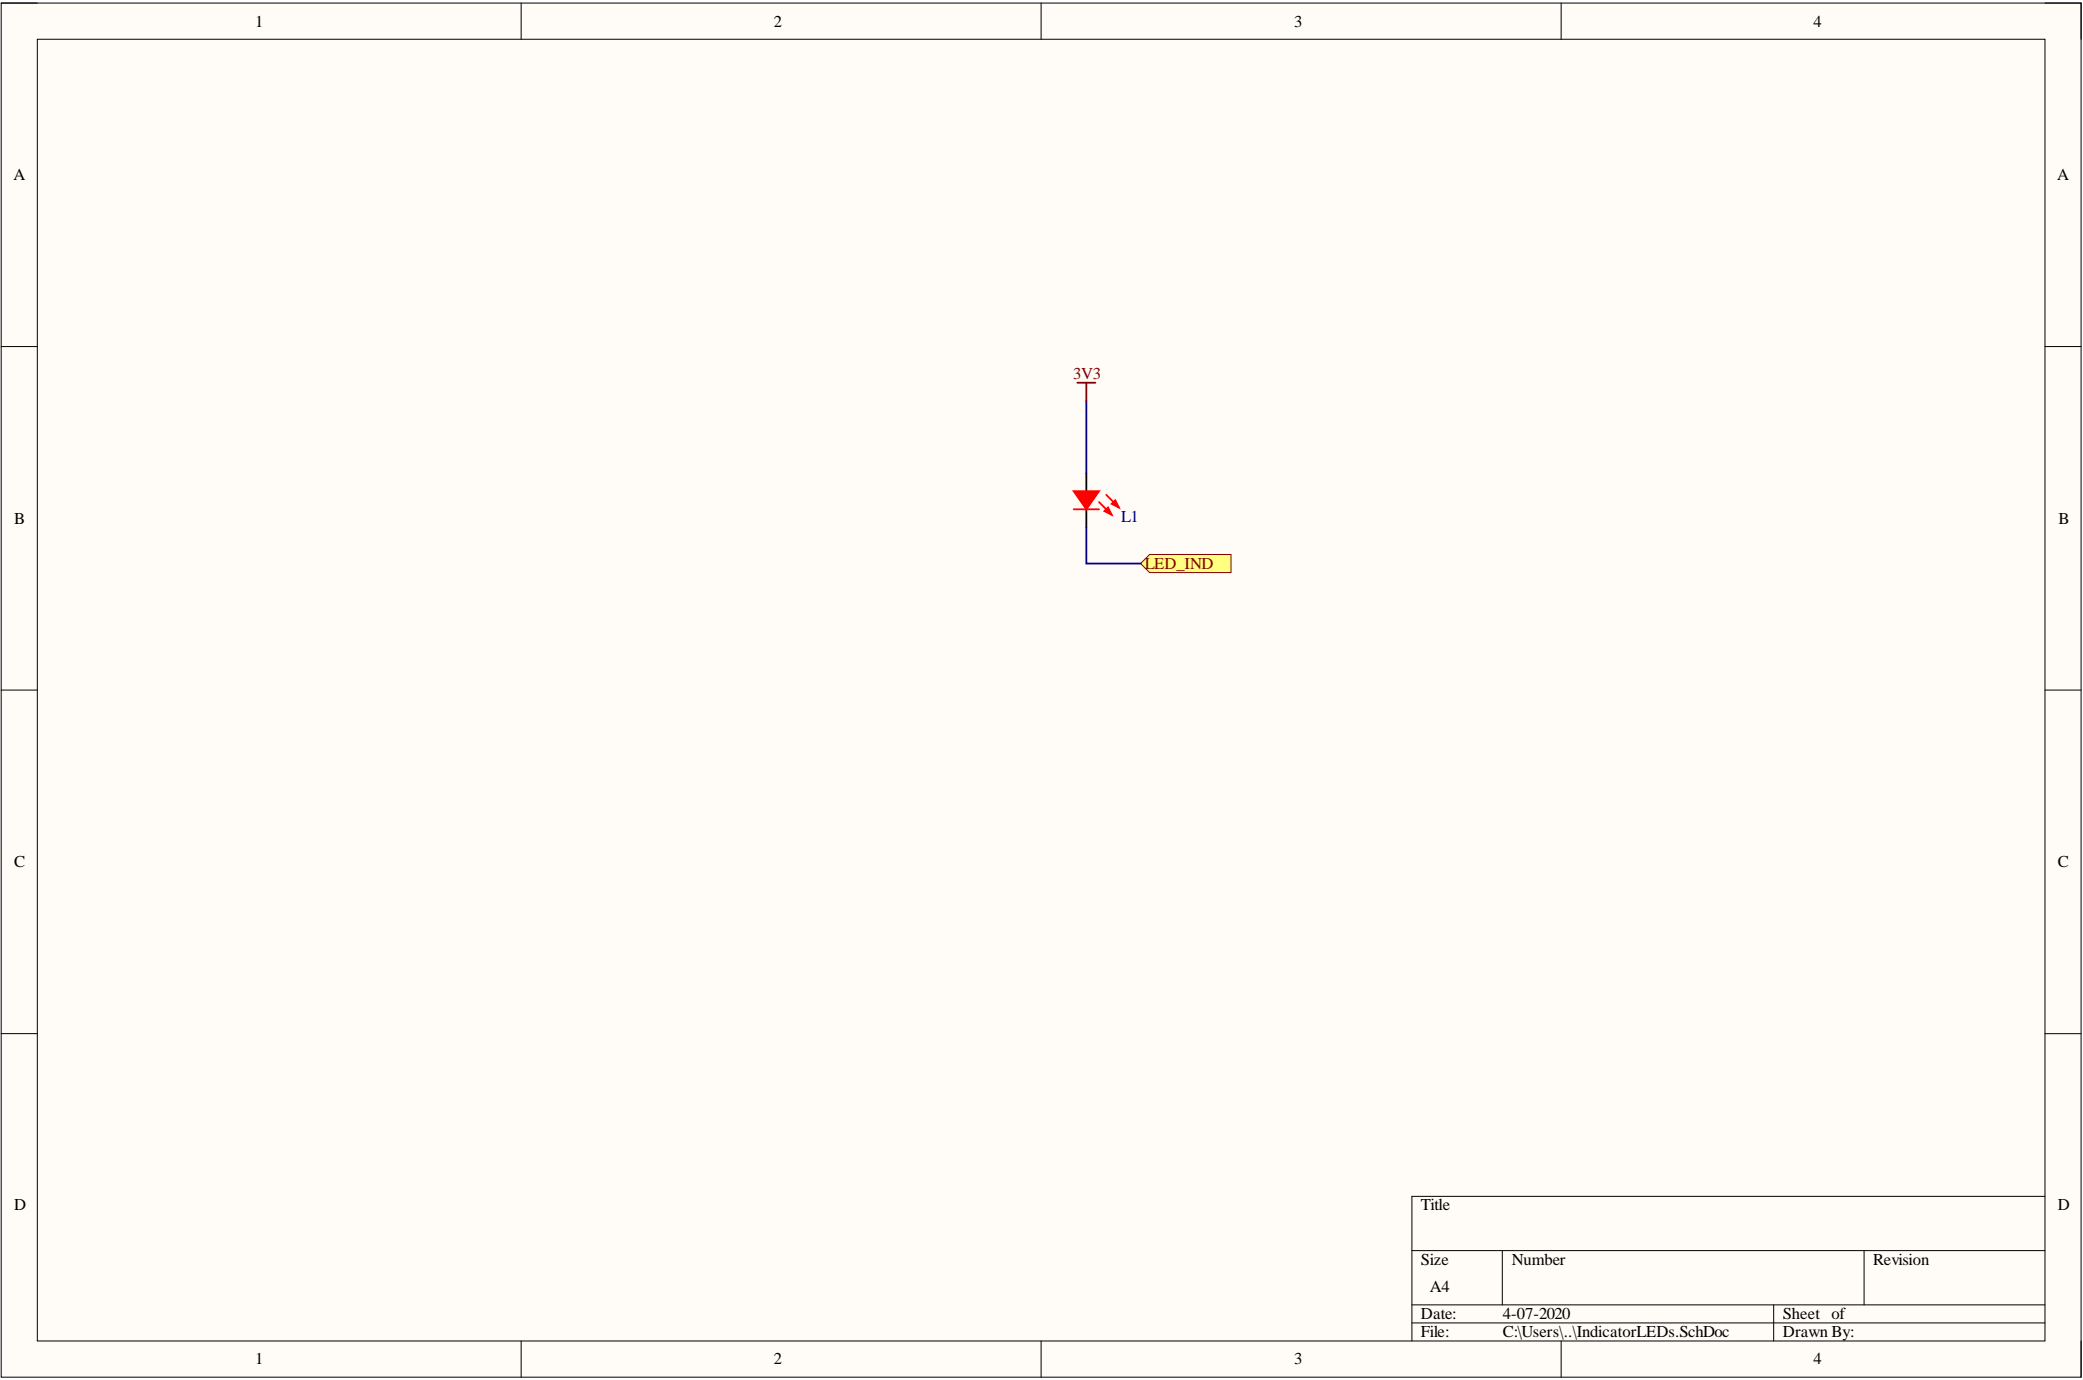 1 2 3 4
A A
3V3
B B
L1
LED_IND
C C
D D
Title
Size Number Revision
A4
Date: 4-07-2020 Sheet of
File: C:\Users\..\IndicatorLEDs.SchDoc Drawn By:
1 2 3 4